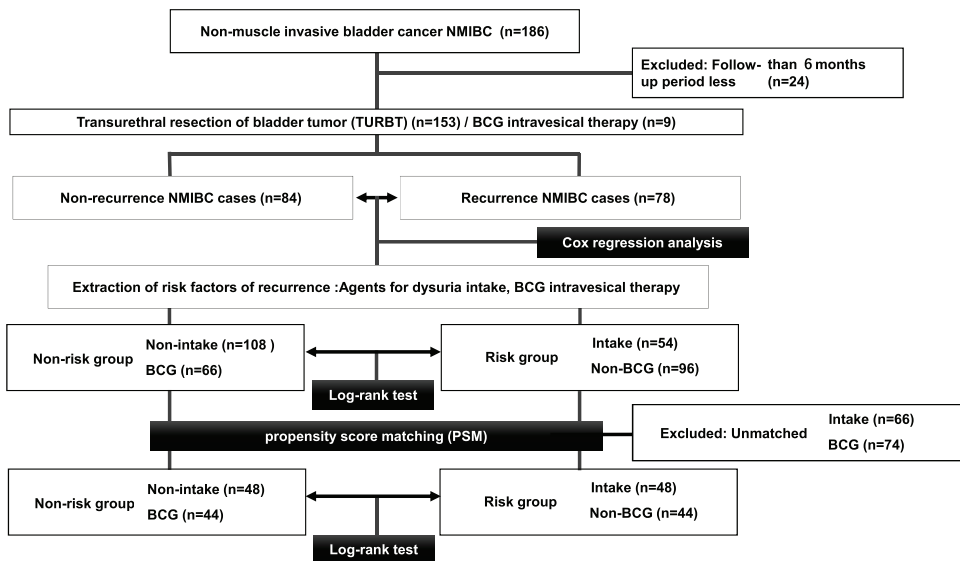 Non-muscle invasive bladder cancer NMIBC (n=186)
Excluded: Follow- than 6 months
up period less (n=24)
Transurethral resection of bladder tumor (TURBT) (n=153) / BCG intravesical therapy (n=9)
Non-recurrence NMIBC cases (n=84)
Recurrence NMIBC cases (n=78)
Cox regression analysis
Extraction of risk factors of recurrence :Agents for dysuria intake, BCG intravesical therapy
Non-risk group
Non-intake (n=108 )
BCG (n=66)
Risk group
Intake (n=54)
Non-BCG (n=96)
Log-rank test
propensity score matching (PSM)
Excluded: Unmatched
Intake (n=66)
BCG (n=74)
Non-risk group
Non-intake (n=48)
BCG (n=44)
Risk group
Intake (n=48)
Non-BCG (n=44)
Log-rank test